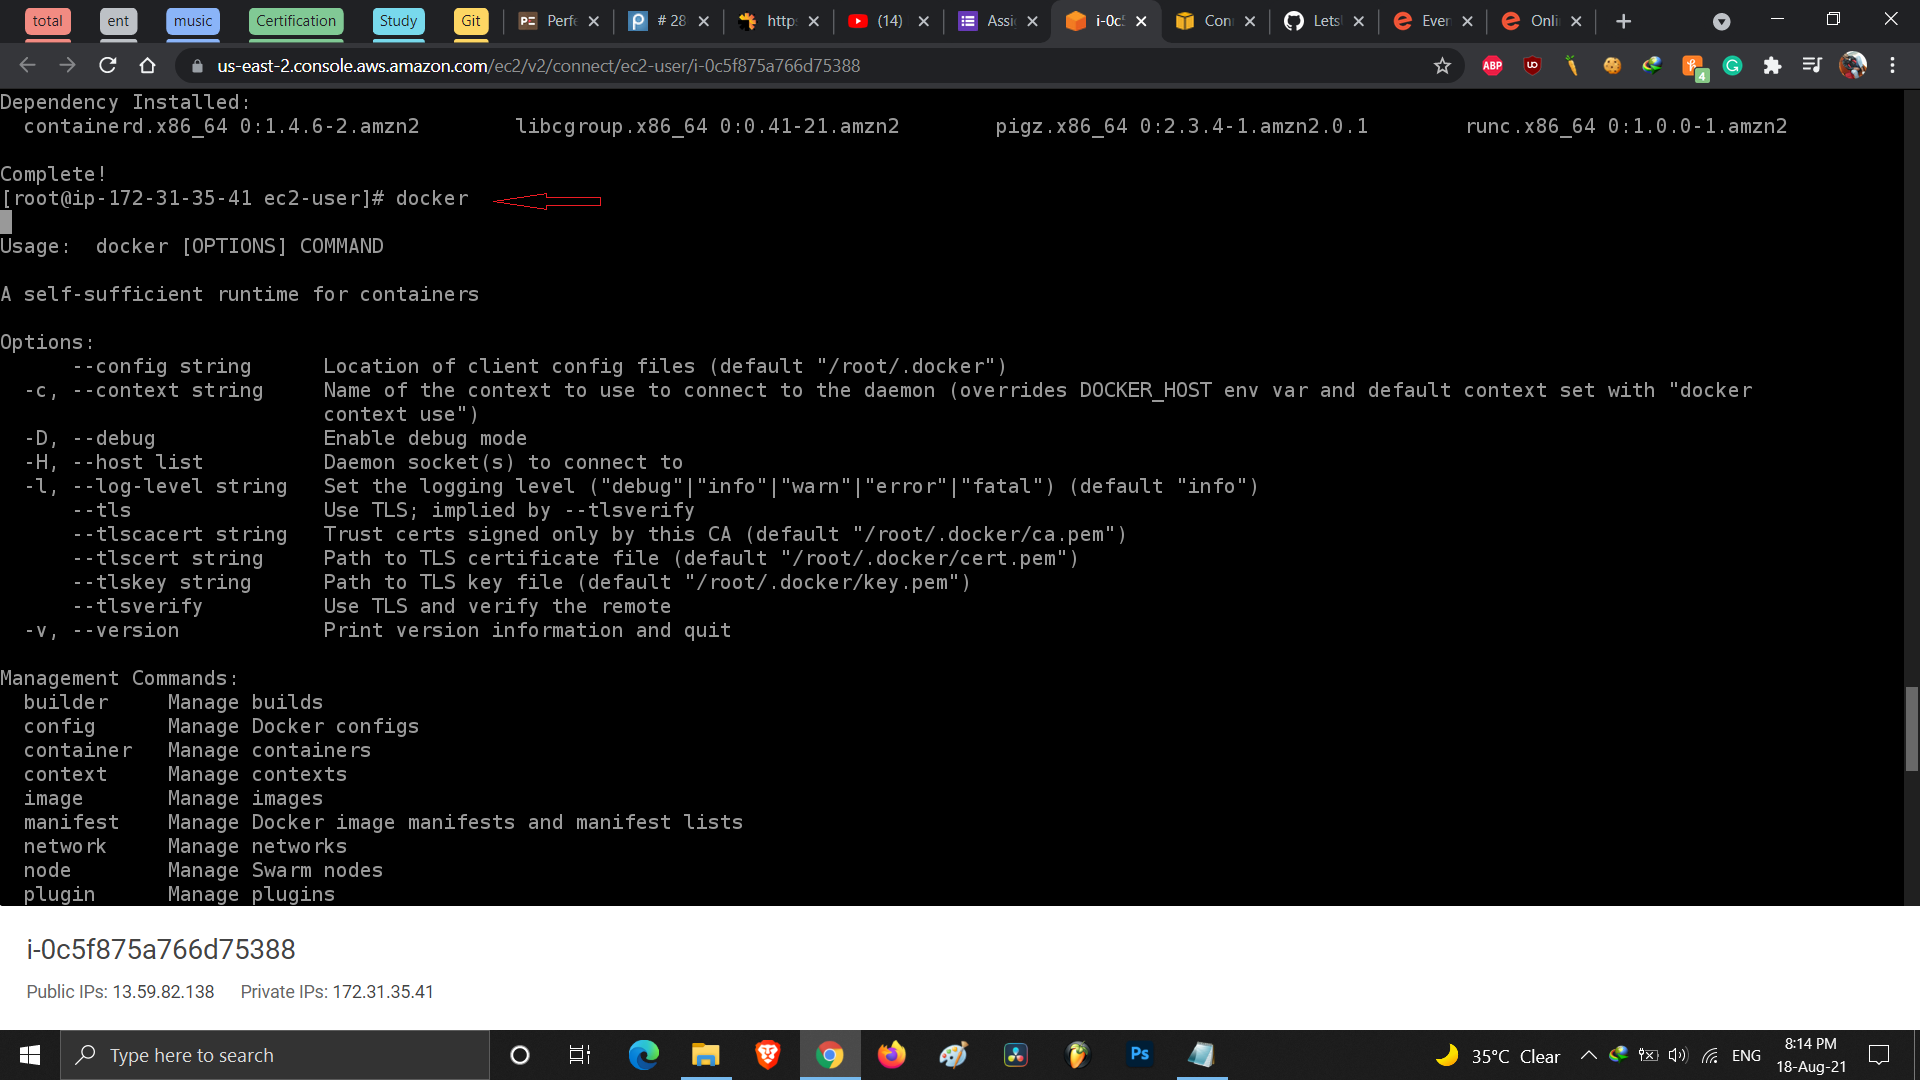 total ent music Certification Study Git Perfe # 28 http (14) Assi i-0c5 Con Lets Ever Onli
us-east-2.console.aws.amazon.com/ec2/v2/connect/ec2-user/i-0c5f875a766d75388 ABP UD 4
Dependency Installed:
containerd.x86_64 0:1.4.6-2.amzn2 libcgroup.x86_64 0:0.41-21.amzn2 pigz.x86_64 0:2.3.4-1.amzn2.0.1 runc.x86_64 0:1.0.0-1.amzn2
Complete!
[root@ip-172-31-35-41 ec2-user]# docker
Usage:  docker [OPTIONS] COMMAND
A self-sufficient runtime for containers
Options:
--config string Location of client config files (default "/root/.docker")
-c, --context string Name of the context to use to connect to the daemon (overrides DOCKER_HOST env var and default context set with "docker
context use")
-D, --debug Enable debug mode
-H, --host list Daemon socket(s) to connect to
-l, --log-level string Set the logging level ("debug"|"info"|"warn"|"error"|"fatal") (default "info")
--tls Use TLS; implied by --tlsverify
--tlscacert string Trust certs signed only by this CA (default "/root/.docker/ca.pem")
--tlscert string Path to TLS certificate file (default "/root/.docker/cert.pem")
--tlskey string Path to TLS key file (default "/root/.docker/key.pem")
--tlsverify Use TLS and verify the remote
-v, --version Print version information and quit
Management Commands:
builder Manage builds
config Manage Docker configs
container Manage containers
context Manage contexts
image Manage images
manifest Manage Docker image manifests and manifest lists
network Manage networks
node Manage Swarm nodes
plugin Manage plugins
i-0c5f875a766d75388
Public IPs: 13.59.82.138 Private IPs: 172.31.35.41
Type here to search Ps 35°C Clear ENG 8:14 PM
18-Aug-21